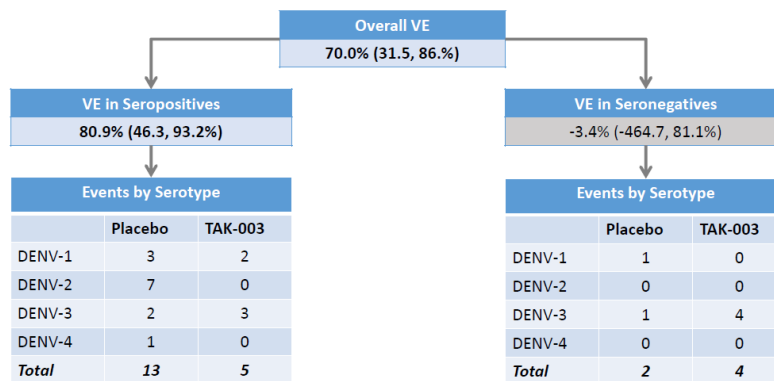 Overall VE
70.0% (31.5, 86.%)
VE in Seropositives
80.9% (46.3, 93.2%)
Events by Serotype
Placebo TAK-003
DENV-1 3 2
DENV-2 7 0
DENV-3 2 3
DENV-4 1 0
Total 13 5
VE in Seronegatives
-3.4% (-464.7, 81.1%)
Events by Serotype
Placebo TAK-003
DENV-1 1 0
DENV-2 0 0
DENV-3 1 4
DENV-4 0 0
Total 2 4